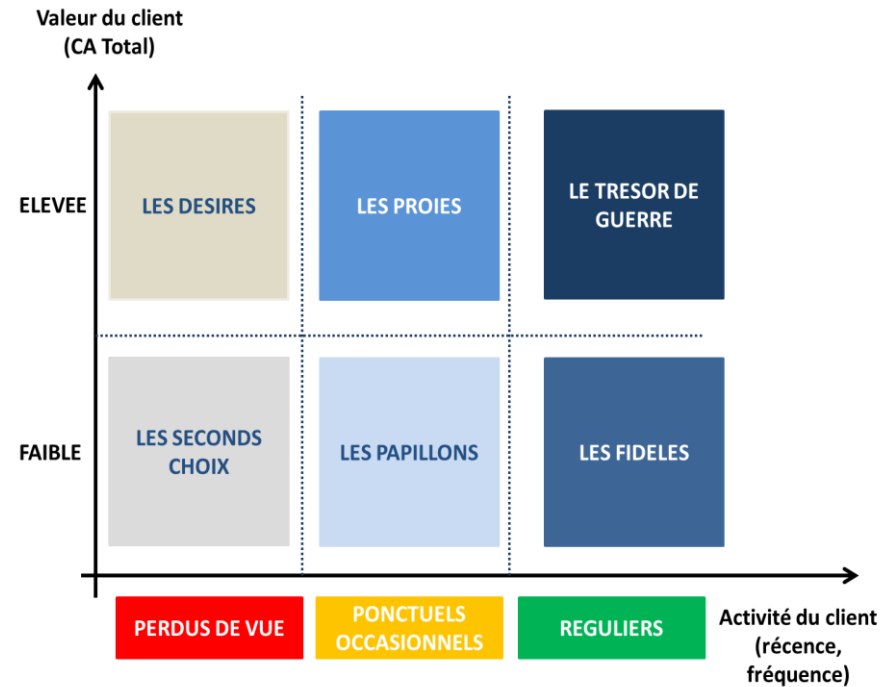 Valeur du client
(CA Total)
ELEVEE
LES DESIRES
LES PROIES
LE TRESOR DE
GUERRE
FAIBLE
LES SECONDS
CHOIX
LES PAPILLONS
LES FIDELES
PERDUS DE VUE
PONCTUELS
OCCASIONNELS
REGULIERS
Activité du client
(récence,
fréquence)